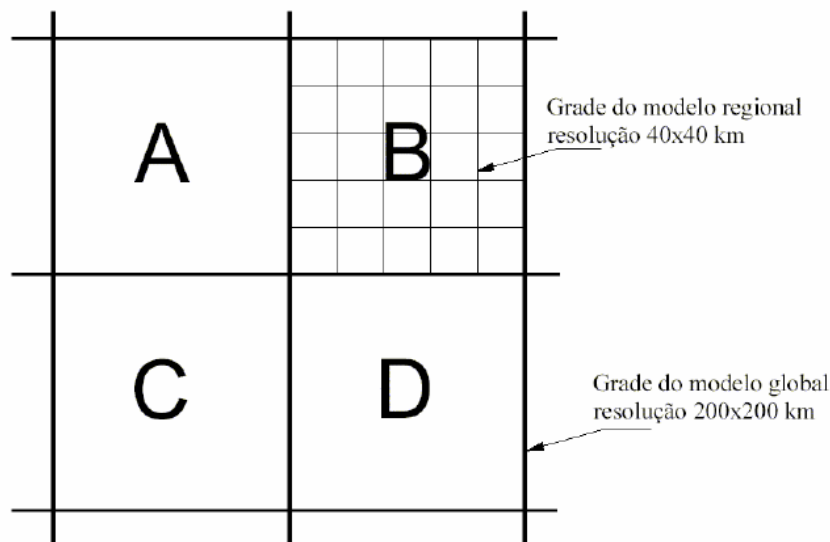 A
B
Grade do modelo regional
resolução 40x40 km
C
D
Grade do modelo global
resolução 200x200 km